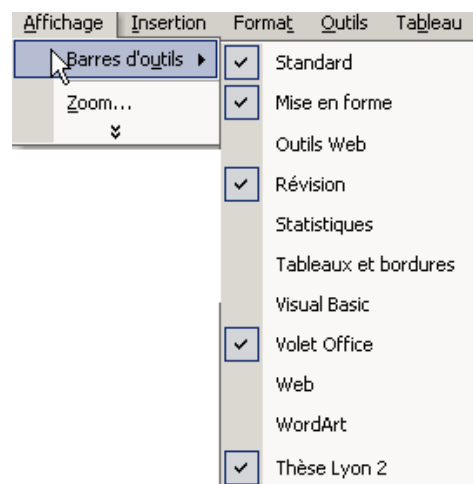 Affichage Insertion Format Outils Tableau
Barres d'outils
Zoom...
Standard
Mise en forme
Outils Web
Révision
Statistiques
Tableaux et bordures
Visual Basic
Volet Office
Web
WordArt
Thèse Lyon 2